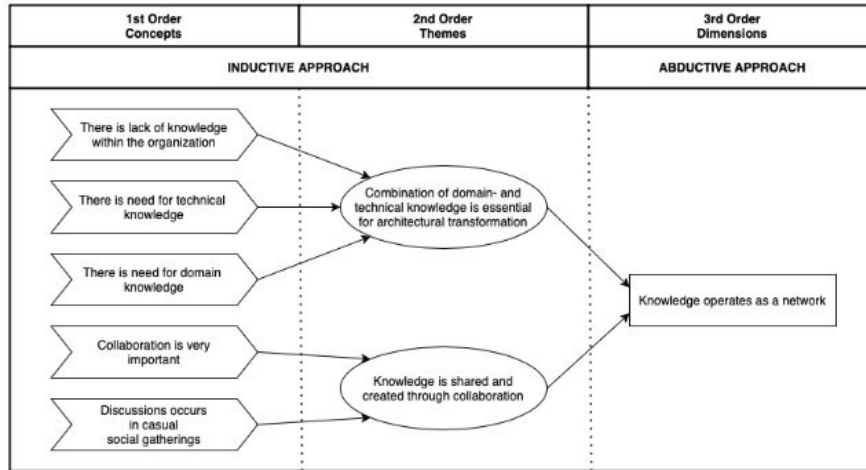 1st Order
Concepts
2nd Order
Themes
3rd Order
Dimensions
INDUCTIVE APPROACH
ABDUCTIVE APPROACH
There is lack of knowledge
within the organization
There is need for technical
knowledge
There is need for domain
knowledge
Collaboration is very
important
Discussions occurs
in casual
social gatherings
Combination of domain- and
technical knowledge is essential
for architectural transformation
Knowledge is shared and
created through collaboration
Knowledge operates as a network